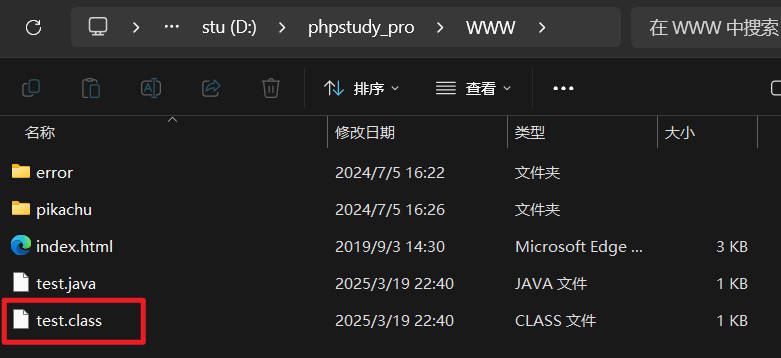 ··· stu (D:) > phpstudy_pro > WWW > 在 WWW 中搜索
排序 查看 ···
名称 修改日期 类型 大小
error 2024/7/5 16:22 文件夹
pikachu 2024/7/5 16:26 文件夹
index.html 2019/9/3 14:30 Microsoft Edge ... 3 KB
test.java 2025/3/19 22:40 JAVA 文件 1 KB
test.class 2025/3/19 22:40 CLASS 文件 1 KB